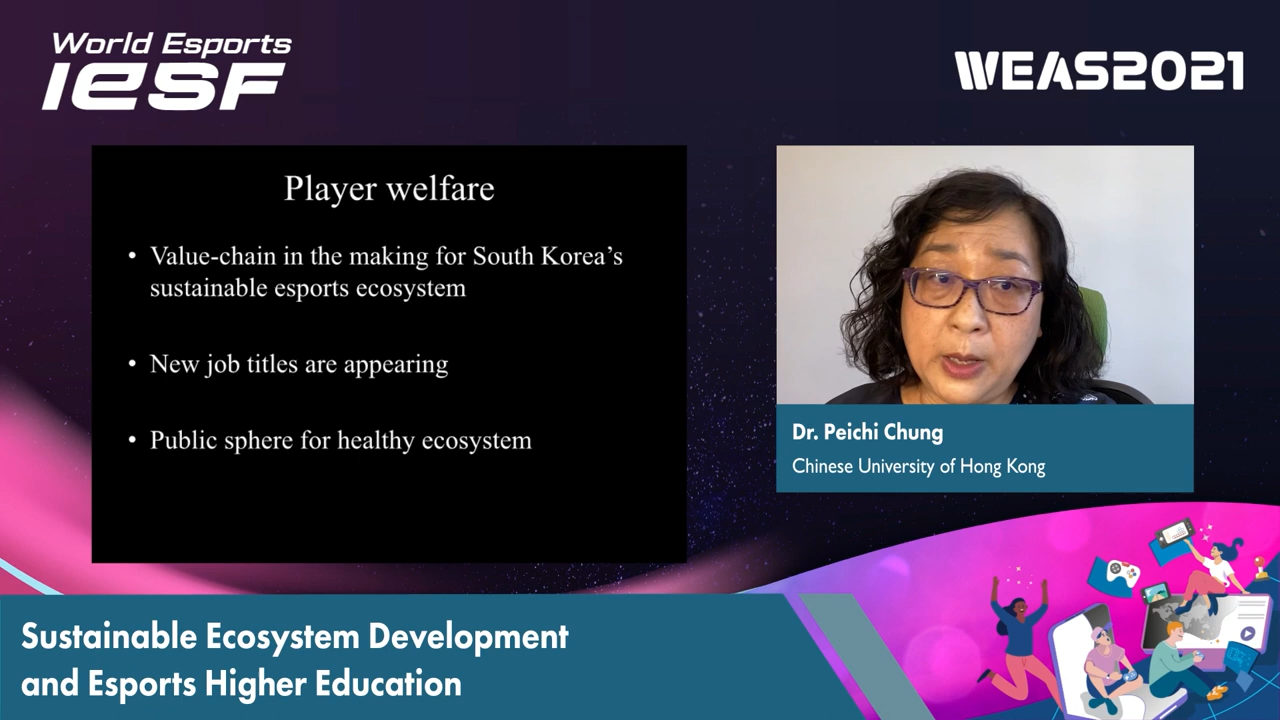 World Esports
IESF
WEAS2021
Player welfare
• Value-chain in the making for South Korea’s
sustainable esports ecosystem
• New job titles are appearing
• Public sphere for healthy ecosystem
Dr. Peichi Chung
Chinese University of Hong Kong
Sustainable Ecosystem Development
and Esports Higher Education